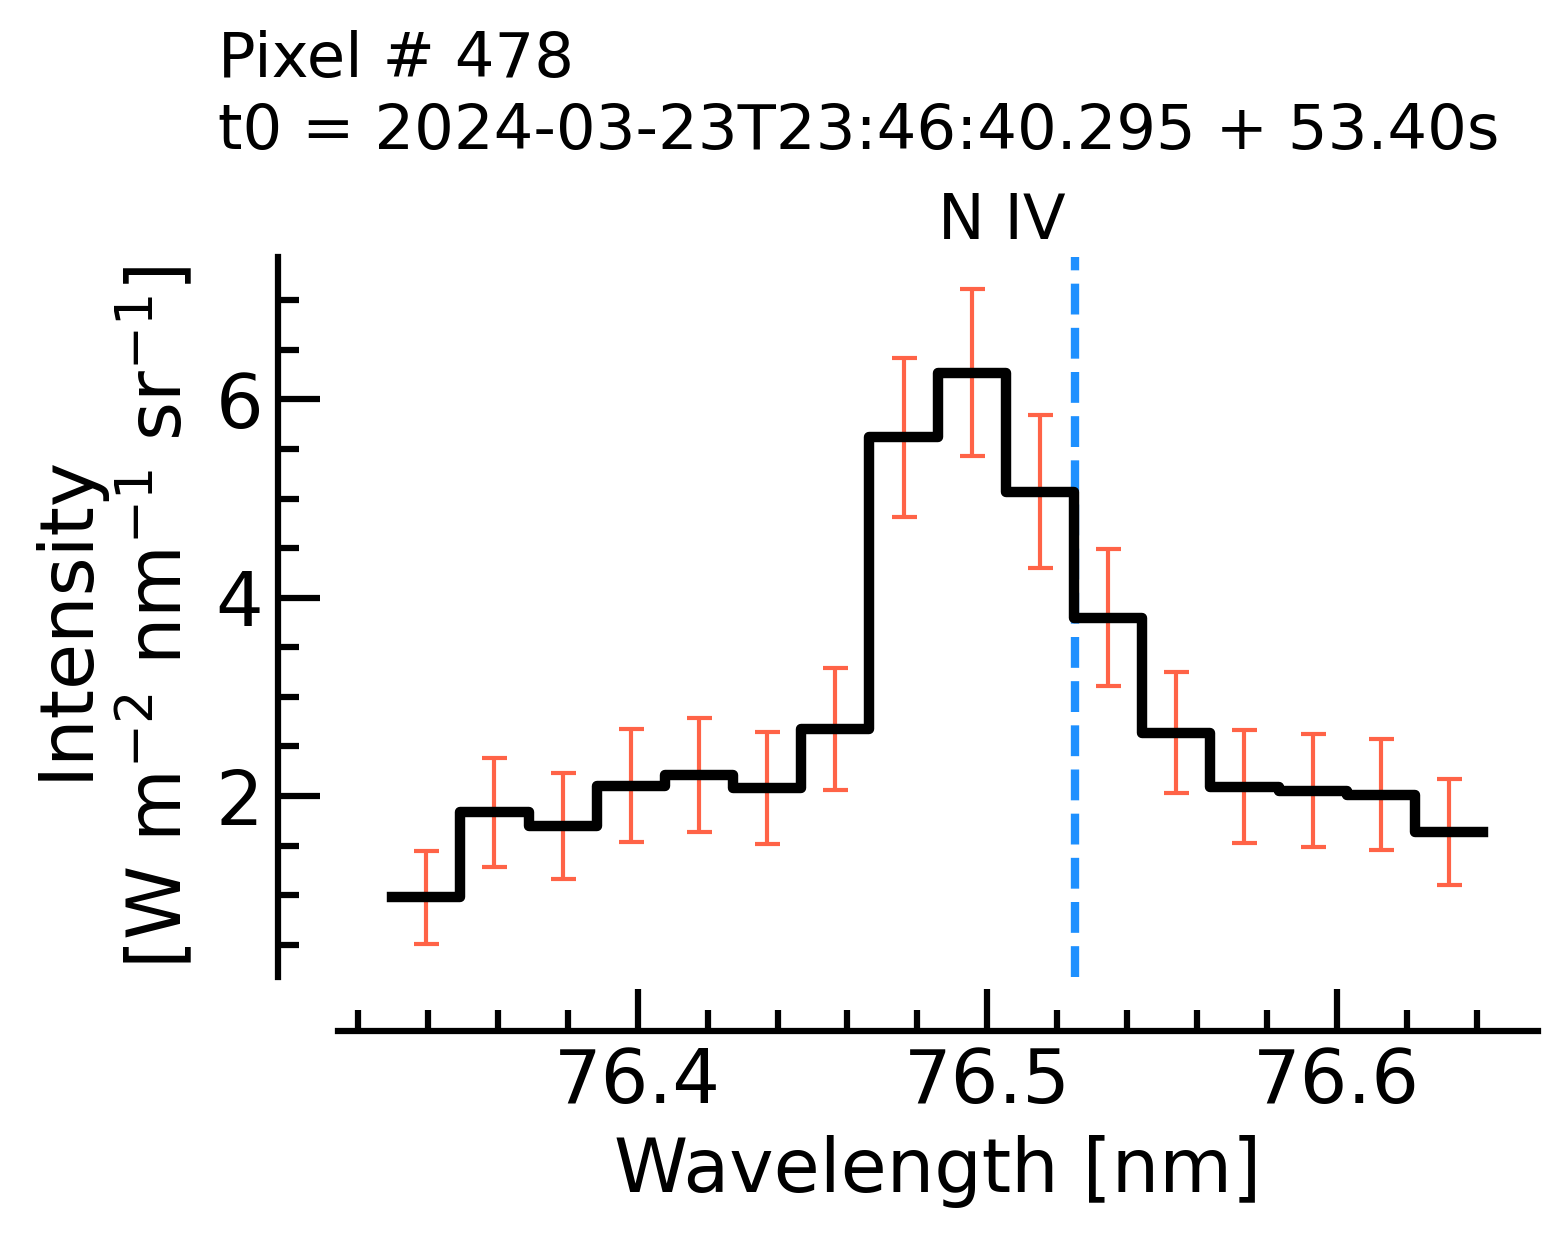 Pixel # 478
t0 = 2024-03-23T23:46:40.295 + 53.40s
N IV
Intensity
[W m⁻² nm⁻¹ sr⁻¹]
6
4
2
76.4 76.5 76.6
Wavelength [nm]